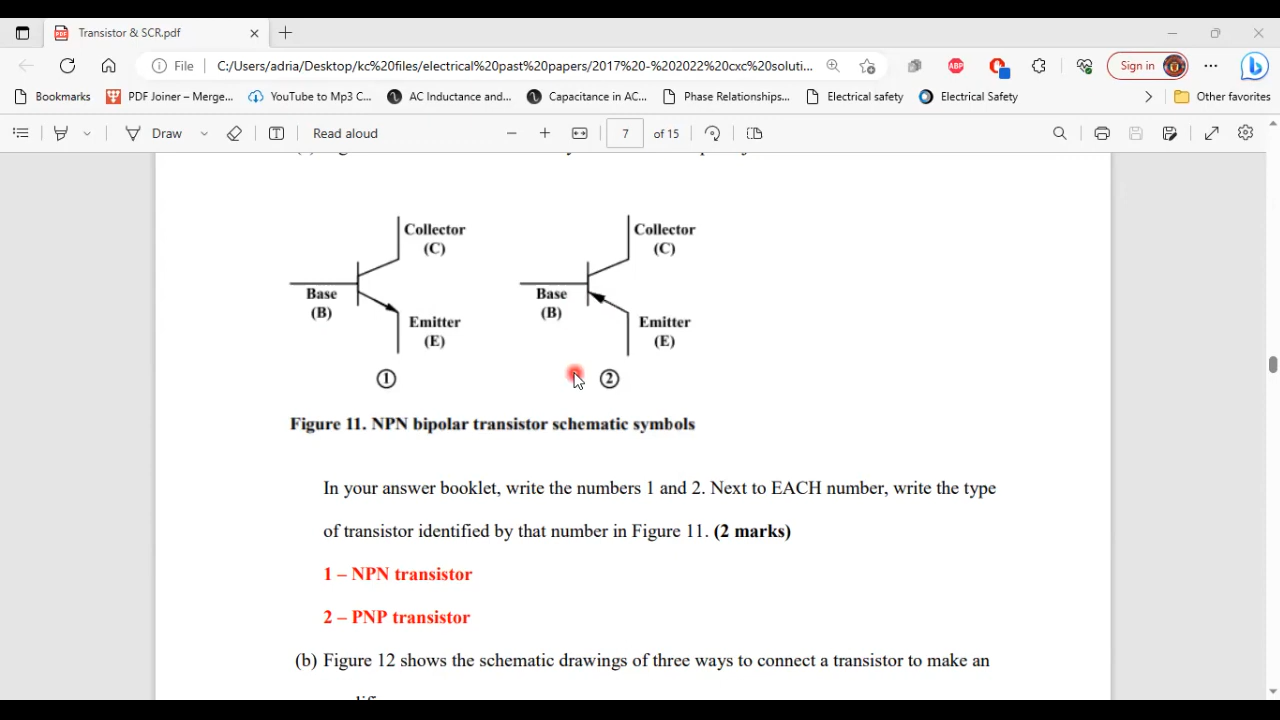 Transistor & SCR.pdf
File
C:/Users/adria/Desktop/kc%20files/electrical%20past%20papers/2017%20-%202022%20cxc%20soluti...
ABP
Sign in
Bookmarks
PDF Joiner – Merge...
YouTube to Mp3 C...
AC Inductance and...
Capacitance in AC...
Phase Relationships...
Electrical safety
Electrical Safety
Other favorites
Draw
Read aloud
7
of 15
Collector
(C)
Base
(B)
Emitter
(E)
①
Collector
(C)
Base
(B)
Emitter
(E)
②
Figure 11. NPN bipolar transistor schematic symbols
In your answer booklet, write the numbers 1 and 2. Next to EACH number, write the type
of transistor identified by that number in Figure 11. (2 marks)
1 – NPN transistor
2 – PNP transistor
(b) Figure 12 shows the schematic drawings of three ways to connect a transistor to make an